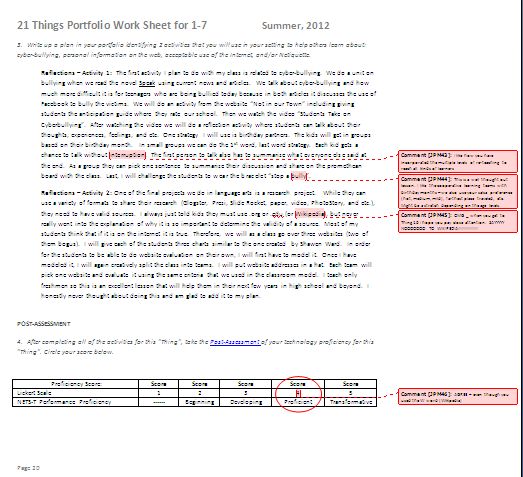 21 Things Portfolio Work Sheet for 1-7 Summer, 2012
3. Write up a plan in your portfolio identifying 2 activities that you will use in your setting to help others learn about
cyber-bullying, personal information on the web, acceptable use of the internet, and/or Netiquette.
Reflections – Activity 1: The first activity I plan to do with my class is related to cyber-bullying. We do a unit on
bullying when we read the novel Speak using current news and articles. We talk about cyber-bullying and how
much more difficult it is for teenagers who are being bullied today because in both articles it discusses the use of
Facebook to bully the victims. We will do an activity from the website "Not in our Town" including giving
students the anticipation guide where they rate our school. Then we watch the video "Students Take on
Cyberbullying". After watching the video we will do a reflection activity where students can talk about their
thoughts, experiences, feelings, and etc. One strategy I will use is birthday partners. The kids will get in groups
based on their birthday month. In small groups we can do the 1st word, last word strategy. Each kid gets a
chance to talk without interruption. The first person to talk also has to summarize what everyone else said at
the end. As a group they can pick one sentence to summarize their discussion and share on the promethean
board with the class. Last, I will challenge the students to wear the bracelet "stop a bully".
Reflections – Activity 2: One of the final projects we do in language arts is a research project. While they can
use a variety of formats to share their research (Glogster, Prezi, Slide Rocket, paper, video, PhotoStory, and etc.),
they need to have valid sources. I always just told kids they must use .org or .edu (or Wikipedia), but never
really went into the explanation of why it is so important to determine the validity of a source. Most of my
students think that if it is on the internet it is true. Therefore, we will as a class go over three websites (two of
them bogus). I will give each of the students three charts similar to the one created by Shawen Ward. In order
for the students to be able to do website evaluation on their own, I will first have to model it. Once I have
modeled it, I will again creatively split the class into teams. I will put website addresses in a hat. Each team will
pick one website and evaluate it using the same criteria that we used in the classroom model. I teach only
freshmen so this is an excellent lesson that will help them in their next few years in high school and beyond. I
honestly never thought about doing this and am glad to add it to my plan.
POST-ASSESSMENT
4. After completing all of the activities for this "Thing", take the Post-Assessment of your technology proficiency for this
"Thing". Circle your score below.
Proficiency Score: Score Score Score Score Score
Lickert Scale 1 2 3 4 5
NETS-T Performance Proficiency ------ Beginning Developing Proficient Transformative
Comment [JPM43]:
Comment [JPM44]:
Comment [JPM45]:
Comment [JPM46]:
Page 20